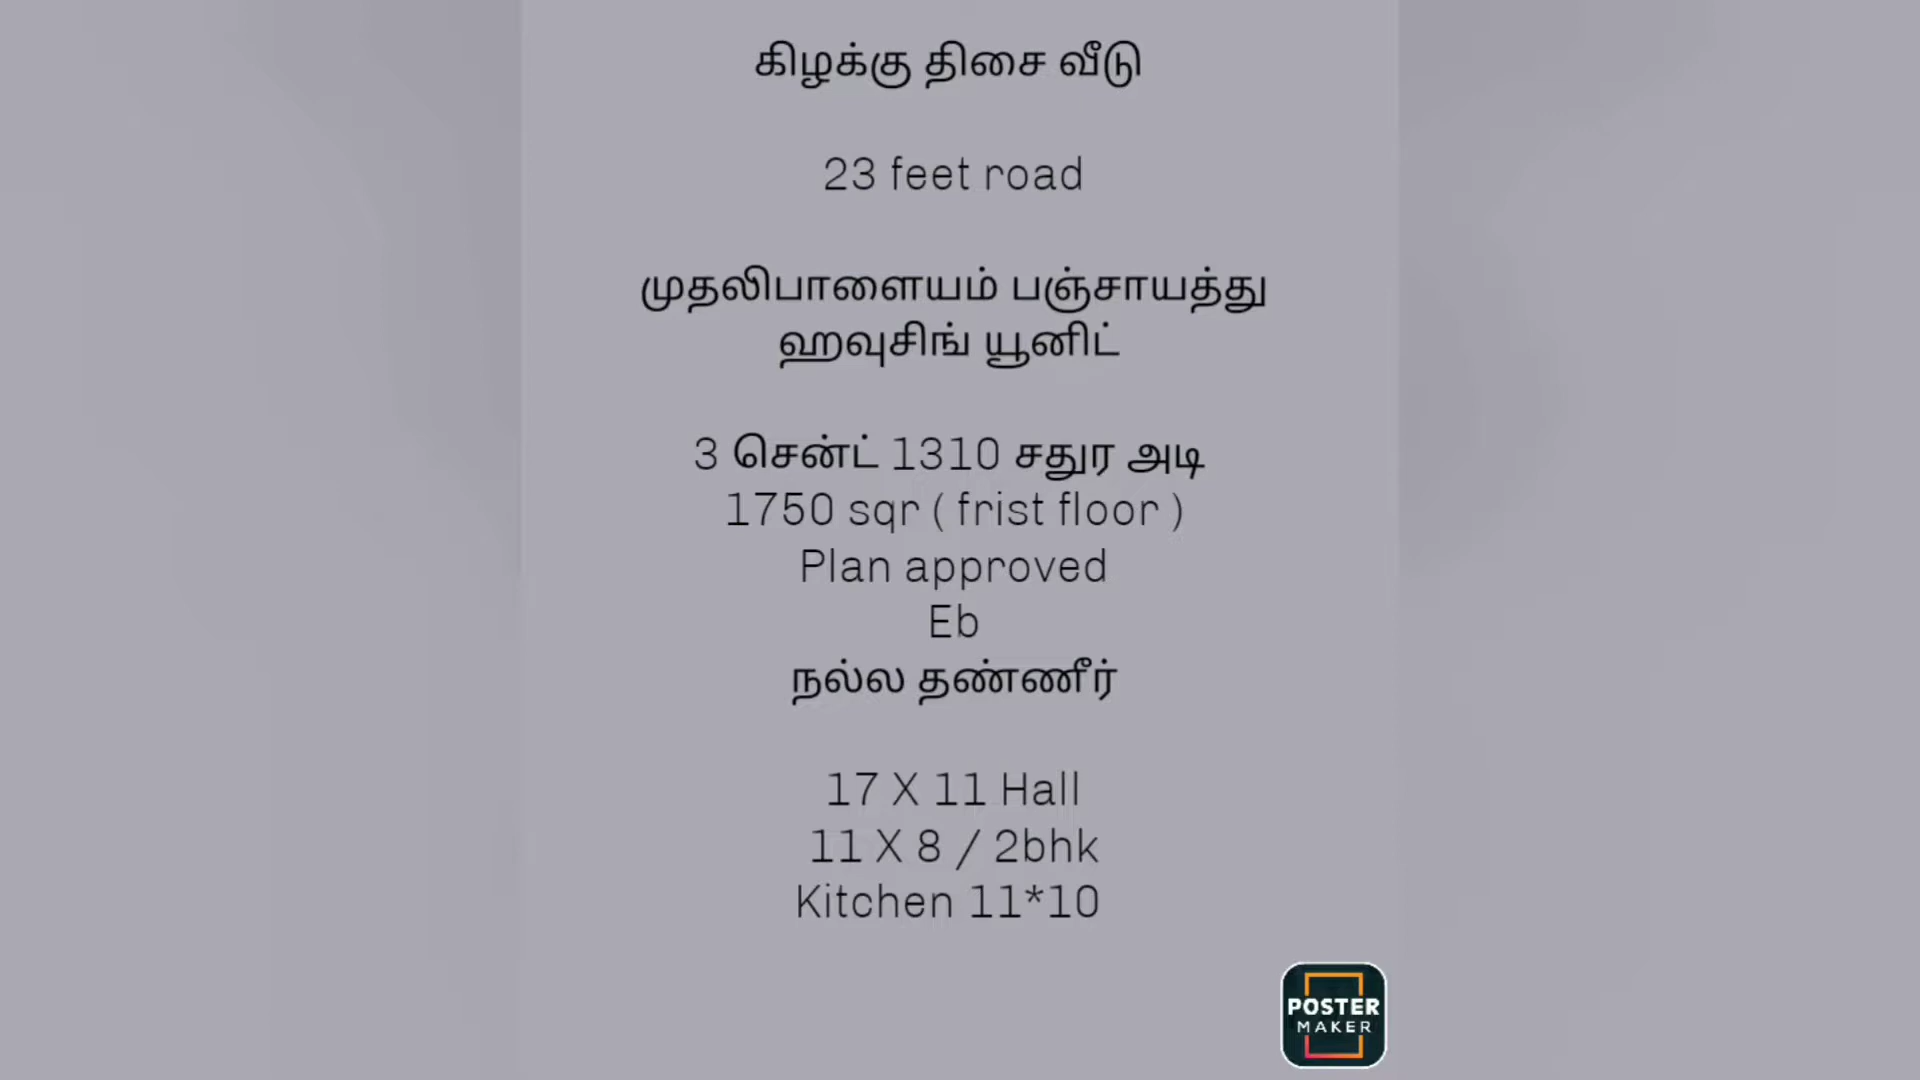 கிழக்கு திசை வீடு
23 feet road
முதலிபாளையம் பஞ்சாயத்து
ஹவுசிங் யூனிட்
3 சென்ட் 1310 சதுர அடி
1750 sqr ( frist floor )
Plan approved
Eb
நல்ல தண்ணீர்
17 X 11 Hall
11 X 8 / 2bhk
Kitchen 11*10
POSTER
MAKER